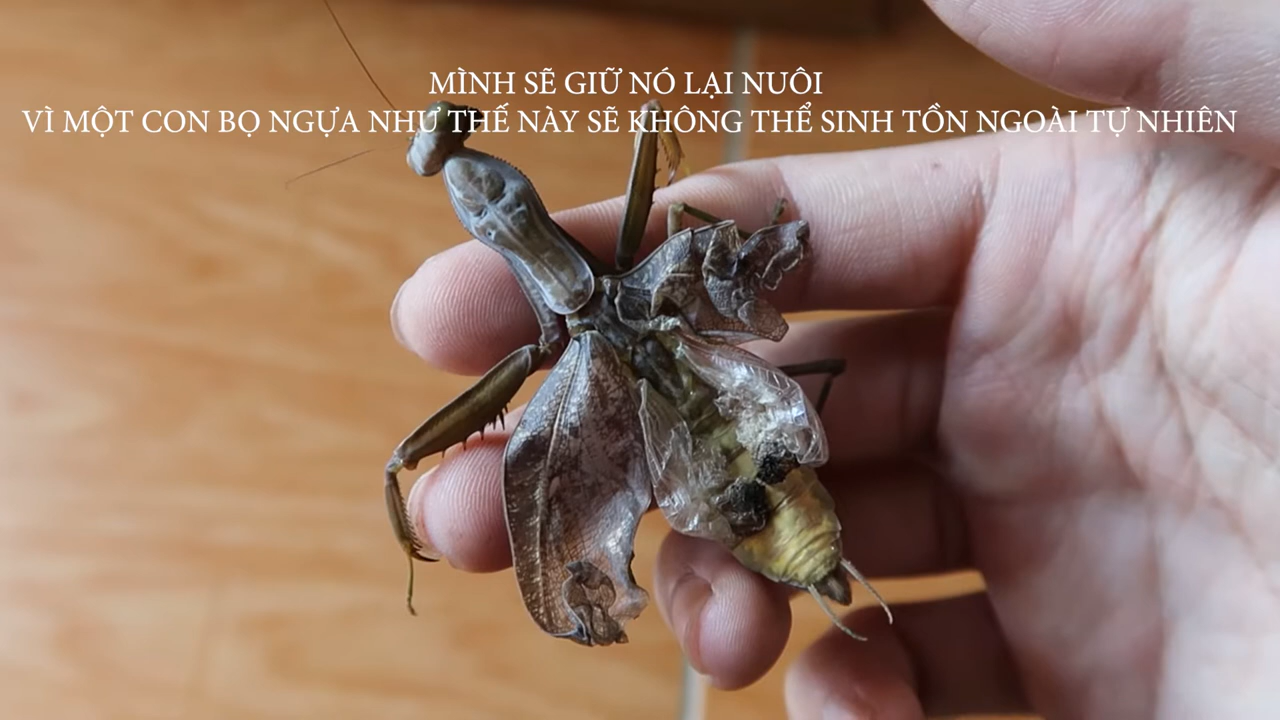 MÌNH SẼ GIỮ NÓ LẠI NUÔI
VÌ MỘT CON BỌ NGỰA NHƯ THẾ NÀY SẼ KHÔNG THỂ SINH TỒN NGOÀI TỰ NHIÊN